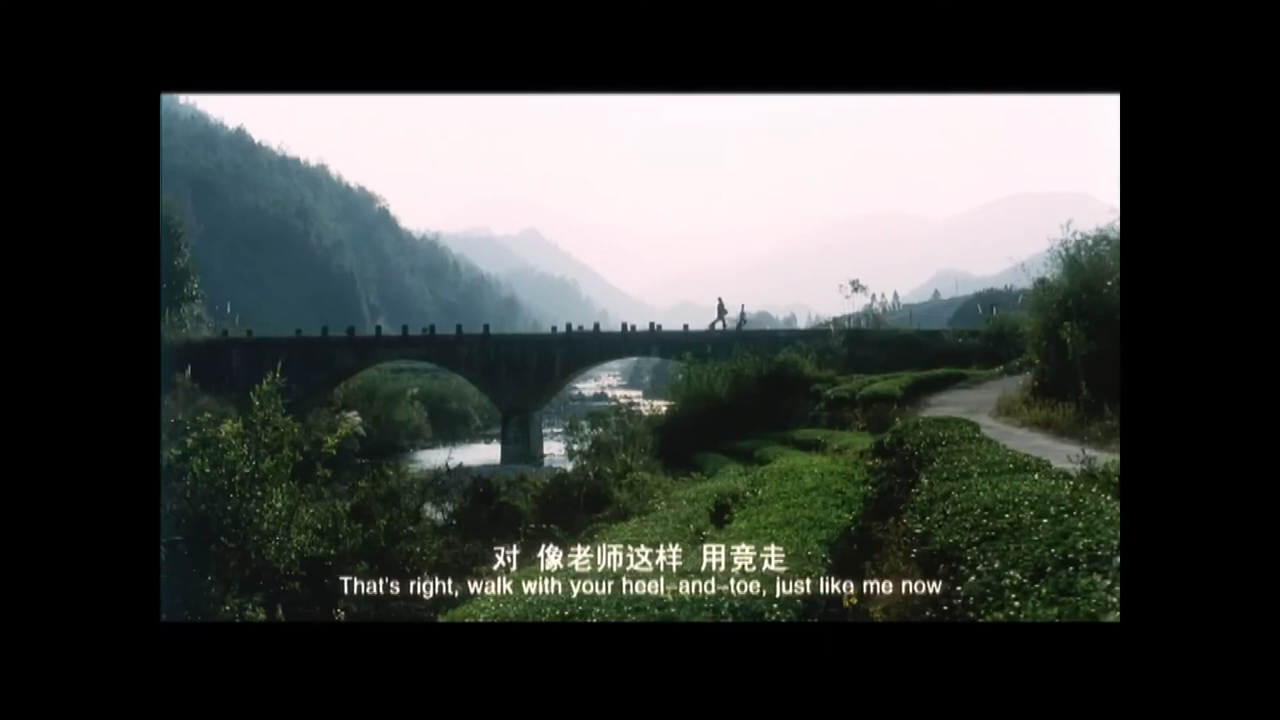 对 像老师这样 用竞走
That's right, walk with your heel-and-toe, just like me now